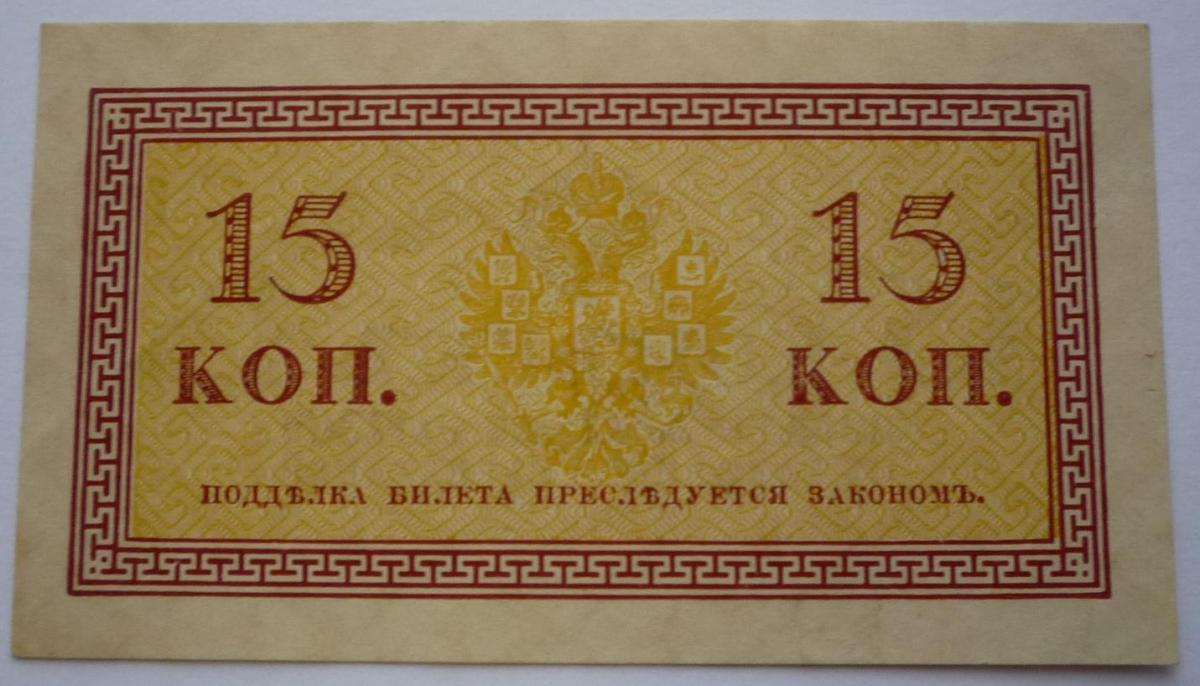 15 15
КОП. КОП.
ПОДДѢЛКА БИЛЕТА ПРЕСЛѢДУЕТСЯ ЗАКОНОМЪ.